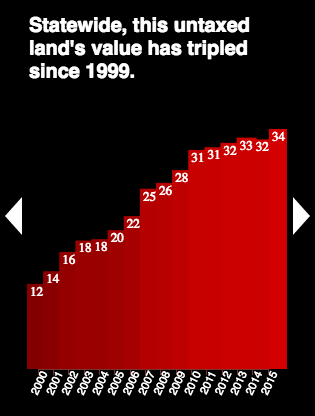 Statewide, this untaxed
land's value has tripled
since 1999.
12 14 16 18 18 20 22 25 26 28 31 31 32 33 32 34
2000 2001 2002 2003 2004 2005 2006 2007 2008 2009 2010 2011 2012 2013 2014 2015